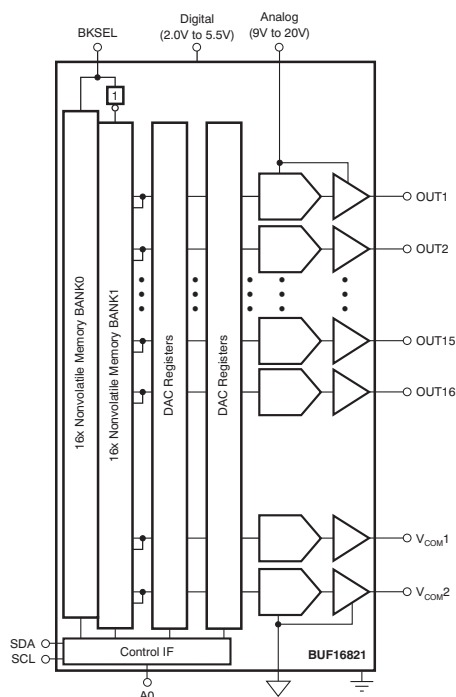 Digital
(2.0V to 5.5V)
Analog
(9V to 20V)
BKSEL
1
16x Nonvolatile Memory BANK0
16x Nonvolatile Memory BANK1
DAC Registers
DAC Registers
OUT1
OUT2
OUT15
OUT16
VCOM1
VCOM2
SDA
SCL
Control IF
BUF16821
A0